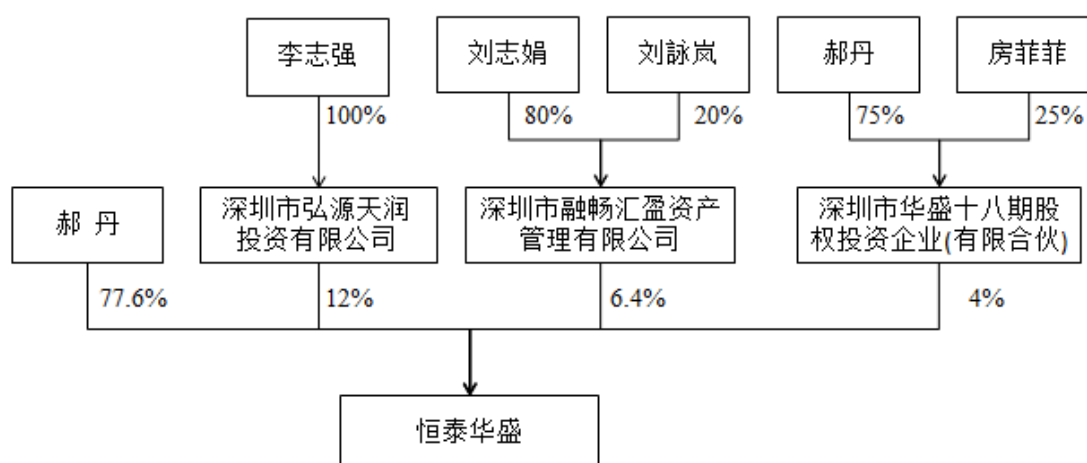 李志强
刘志娟
刘詠岚
郝丹
房菲菲
100%
80%
20%
75%
25%
郝 丹
深圳市弘源天润
投资有限公司
深圳市融畅汇盈资产
管理有限公司
深圳市华盛十八期股
权投资企业(有限合伙)
77.6%
12%
6.4%
4%
恒泰华盛